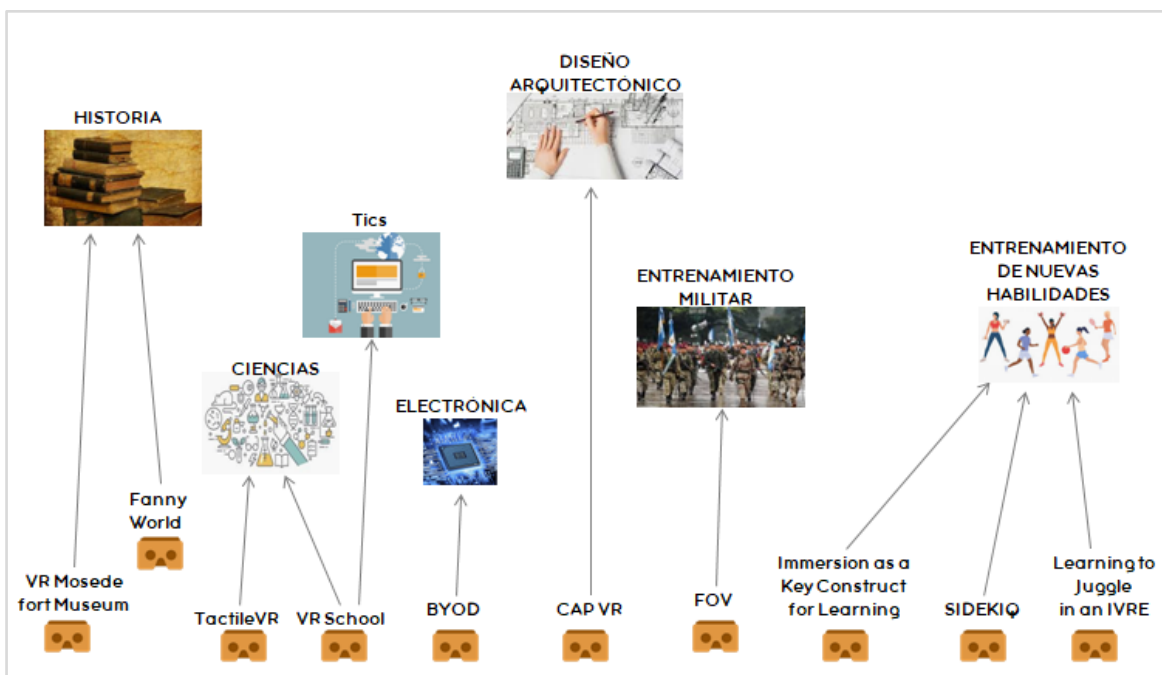 DISEÑO
ARQUITECTÓNICO
HISTORIA
Tics
ENTRENAMIENTO
MILITAR
ENTRENAMIENTO
DE NUEVAS
HABILIDADES
CIENCIAS
ELECTRÓNICA
Fanny
World
VR Mosede
fort Museum
TactileVR
VR School
BYOD
CAP VR
FOV
Immersion as a
Key Construct
for Learning
SIDEKIQ
Learning to
Juggle
in an IVRE